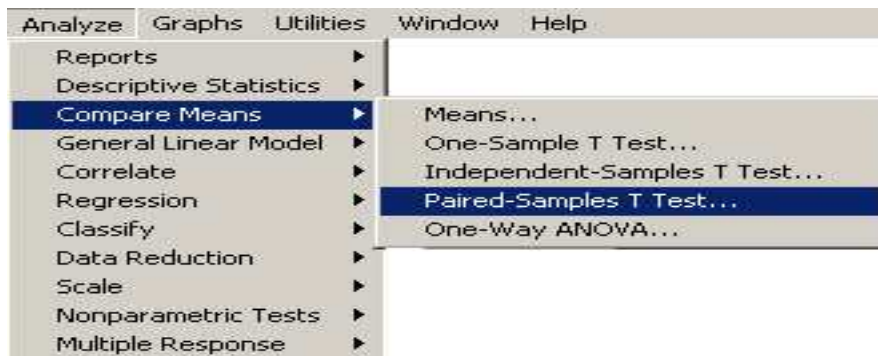 Analyze Graphs Utilities Window Help
Reports
Descriptive Statistics
Compare Means
General Linear Model
Correlate
Regression
Classify
Data Reduction
Scale
Nonparametric Tests
Multiple Response
Means...
One-Sample T Test...
Independent-Samples T Test...
Paired-Samples T Test...
One-Way ANOVA...